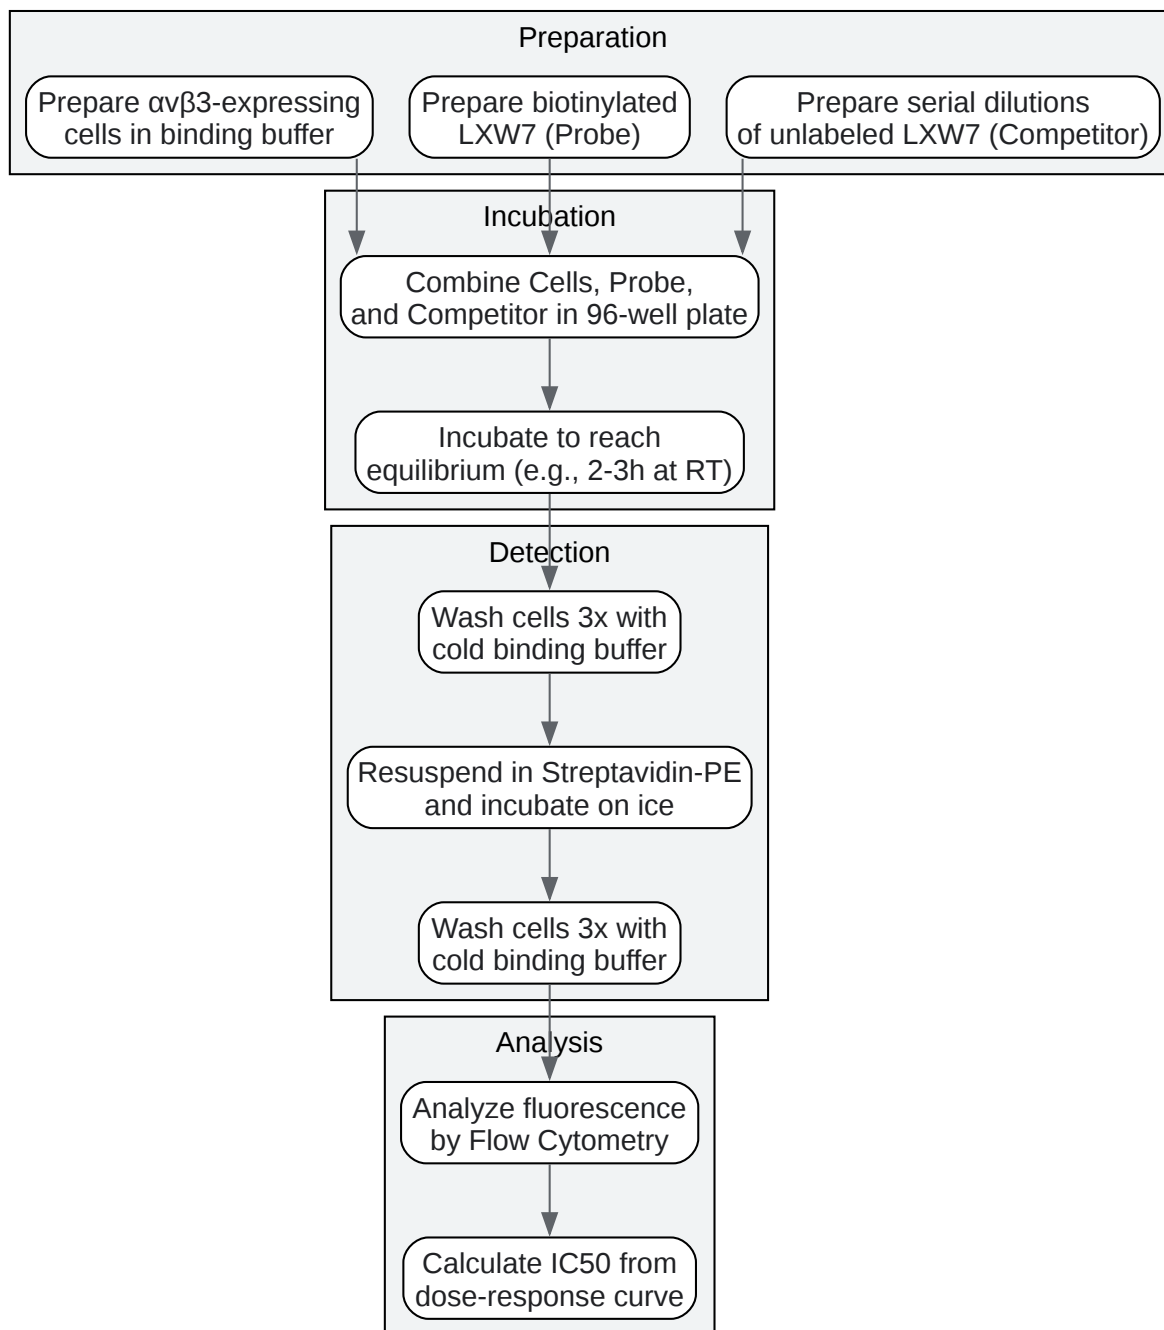 Preparation
Prepare αvβ3-expressing
cells in binding buffer
Prepare biotinylated
LXW7 (Probe)
Prepare serial dilutions
of unlabeled LXW7 (Competitor)
Incubation
Combine Cells, Probe,
and Competitor in 96-well plate
Incubate to reach
equilibrium (e.g., 2-3h at RT)
Detection
Wash cells 3x with
cold binding buffer
Resuspend in Streptavidin-PE
and incubate on ice
Wash cells 3x with
cold binding buffer
Analysis
Analyze fluorescence
by Flow Cytometry
Calculate IC50 from
dose-response curve